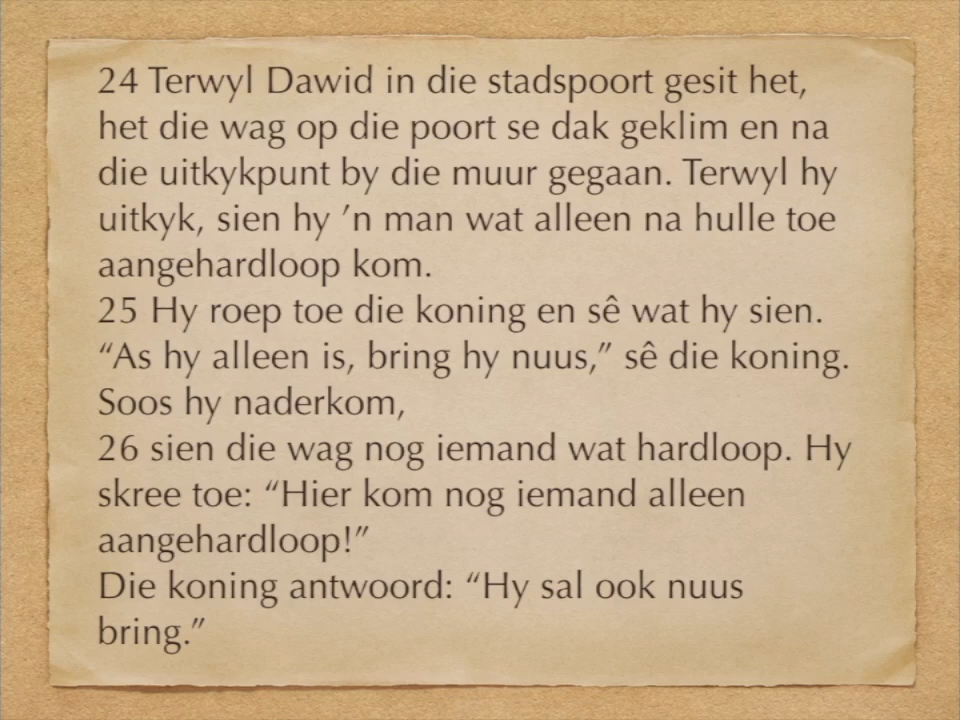 24 Terwyl Dawid in die stadspoort gesit het,
het die wag op die poort se dak geklim en na
die uitkykpunt by die muur gegaan. Terwyl hy
uitkyk, sien hy ’n man wat alleen na hulle toe
aangehardloop kom.
25 Hy roep toe die koning en sê wat hy sien.
“As hy alleen is, bring hy nuus,” sê die koning.
Soos hy naderkom,
26 sien die wag nog iemand wat hardloop. Hy
skree toe: “Hier kom nog iemand alleen
aangehardloop!”
Die koning antwoord: “Hy sal ook nuus
bring.”